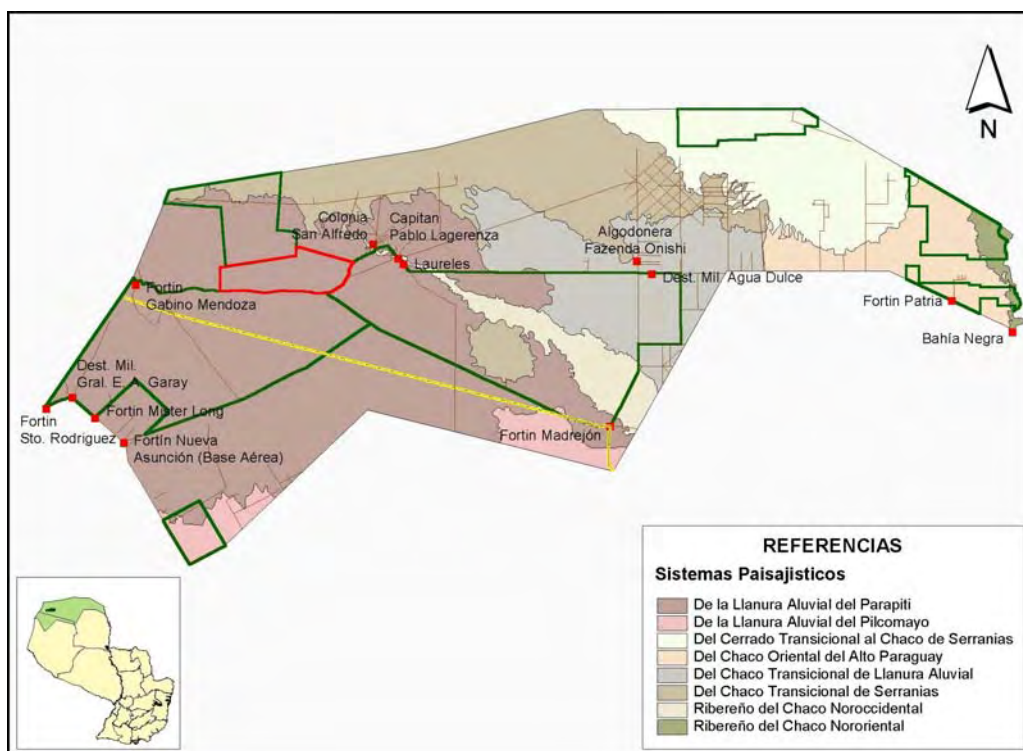 N
Colonia
San Alfredo
Capitan
Pablo Lagerenza
Laureles
Algodonera
Fazenda Onishi
Dest. Mil. Agua Dulce
Fortin
Gabino Mendoza
Fortin Patria
Bahía Negra
Dest. Mil.
Gral. E. A. Garay
Fortin Mister Long
Fortin
Sto. Rodriguez
Fortín Nueva
Asunción (Base Aérea)
Fortin Madrejón
REFERENCIAS
Sistemas Paisajisticos
De la Llanura Aluvial del Parapiti
De la Llanura Aluvial del Pilcomayo
Del Cerrado Transicional al Chaco de Serranias
Del Chaco Oriental del Alto Paraguay
Del Chaco Transicional de Llanura Aluvial
Del Chaco Transicional de Serranias
Ribereño del Chaco Noroccidental
Ribereño del Chaco Nororiental